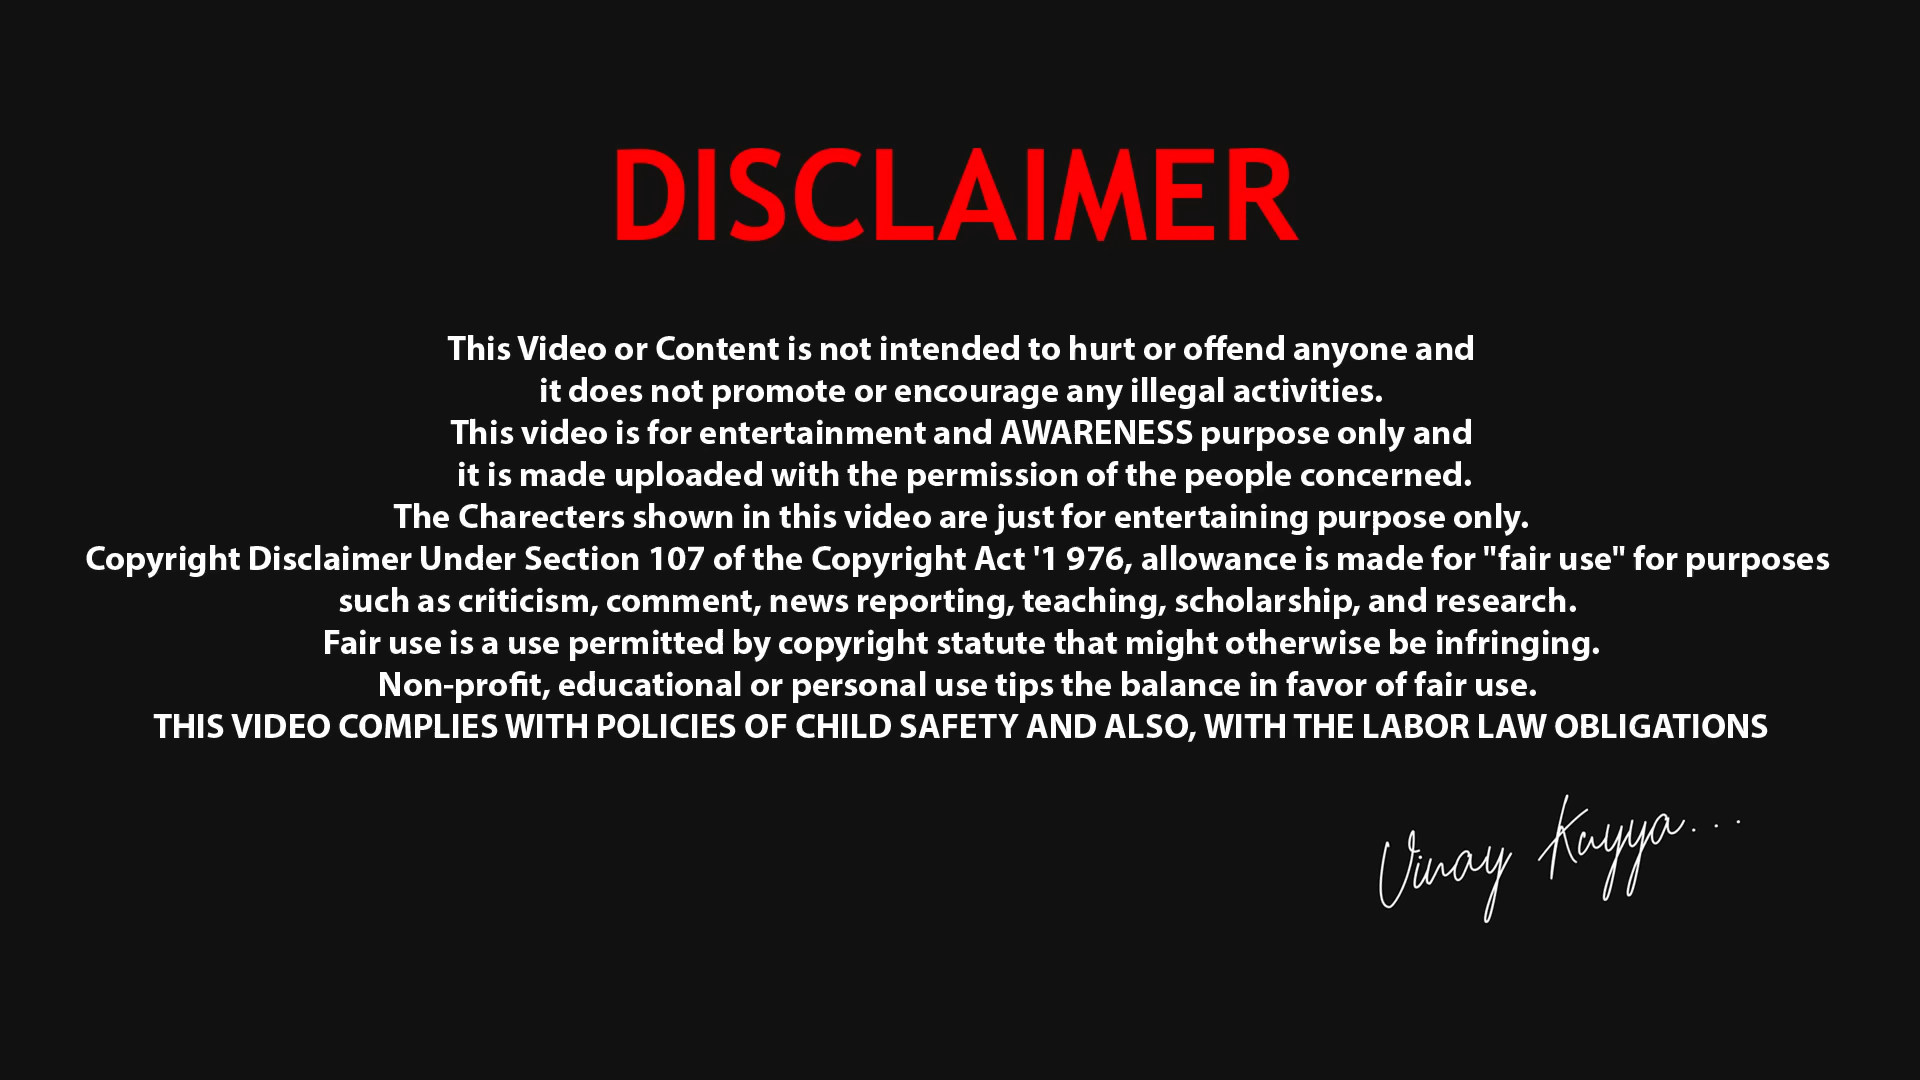 DISCLAIMER
This Video or Content is not intended to hurt or offend anyone and
it does not promote or encourage any illegal activities.
This video is for entertainment and AWARENESS purpose only and
it is made uploaded with the permission of the people concerned.
The Charecters shown in this video are just for entertaining purpose only.
Copyright Disclaimer Under Section 107 of the Copyright Act '1 976, allowance is made for "fair use" for purposes
such as criticism, comment, news reporting, teaching, scholarship, and research.
Fair use is a use permitted by copyright statute that might otherwise be infringing.
Non-profit, educational or personal use tips the balance in favor of fair use.
THIS VIDEO COMPLIES WITH POLICIES OF CHILD SAFETY AND ALSO, WITH THE LABOR LAW OBLIGATIONS
Vinay Kuyya...